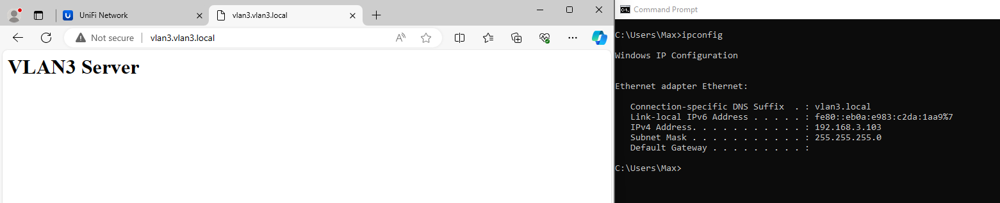 UniFi Network
vlan3.vlan3.local
Not secure
vlan3.vlan3.local
VLAN3 Server
Command Prompt
C:\Users\Max>ipconfig
Windows IP Configuration
Ethernet adapter Ethernet:
Connection-specific DNS Suffix  . : vlan3.local
Link-local IPv6 Address . . . . . : fe80::eb0a:e983:c2da:1aa9%7
IPv4 Address. . . . . . . . . . . : 192.168.3.103
Subnet Mask . . . . . . . . . . . : 255.255.255.0
Default Gateway . . . . . . . . . :
C:\Users\Max>